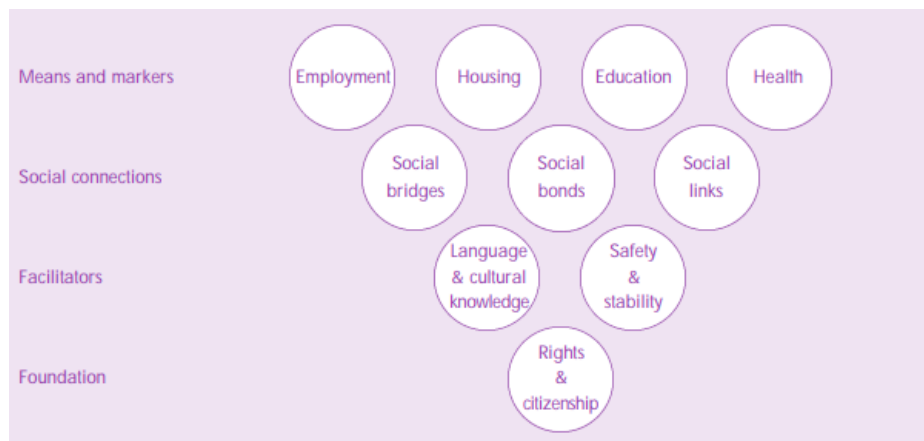 Means and markers
Employment
Housing
Education
Health
Social connections
Social
bridges
Social
bonds
Social
links
Facilitators
Language
& cultural
knowledge
Safety
&
stability
Foundation
Rights
&
citizenship